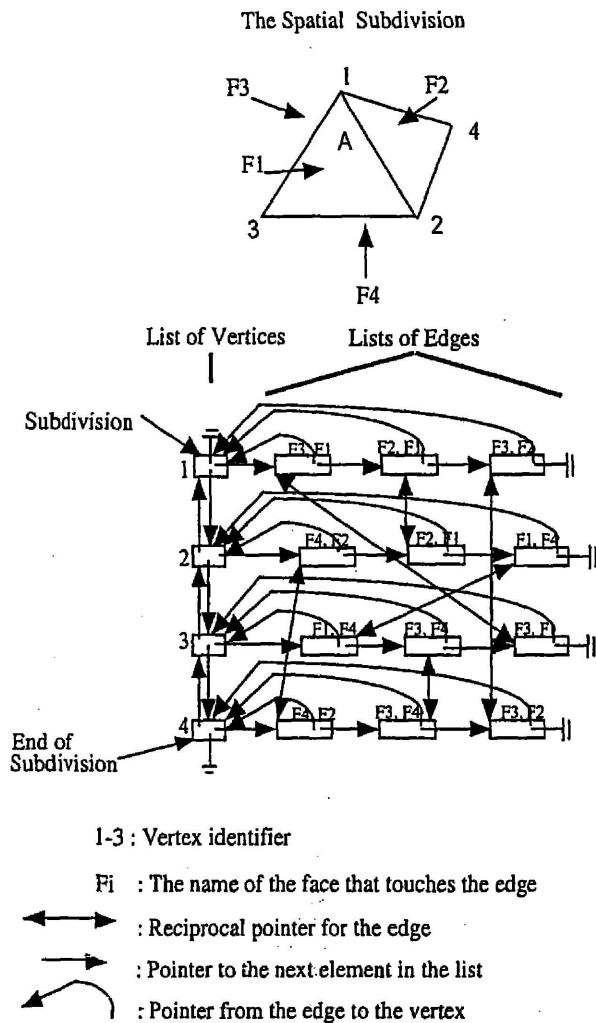 The Spatial Subdivision
1
F3
F2
A
4
F1
3
2
F4
List of Vertices
Lists of Edges
Subdivision
1
F3, F1
F2, F1
F3, F2
2
F4, F2
F2, F1
F1, F4
3
F1, F4
F3, F4
F3, F1
4
F4, F2
F3, F4
F3, F2
End of
Subdivision
1-3 : Vertex identifier
Fi : The name of the face that touches the edge
: Reciprocal pointer for the edge
: Pointer to the next element in the list
: Pointer from the edge to the vertex